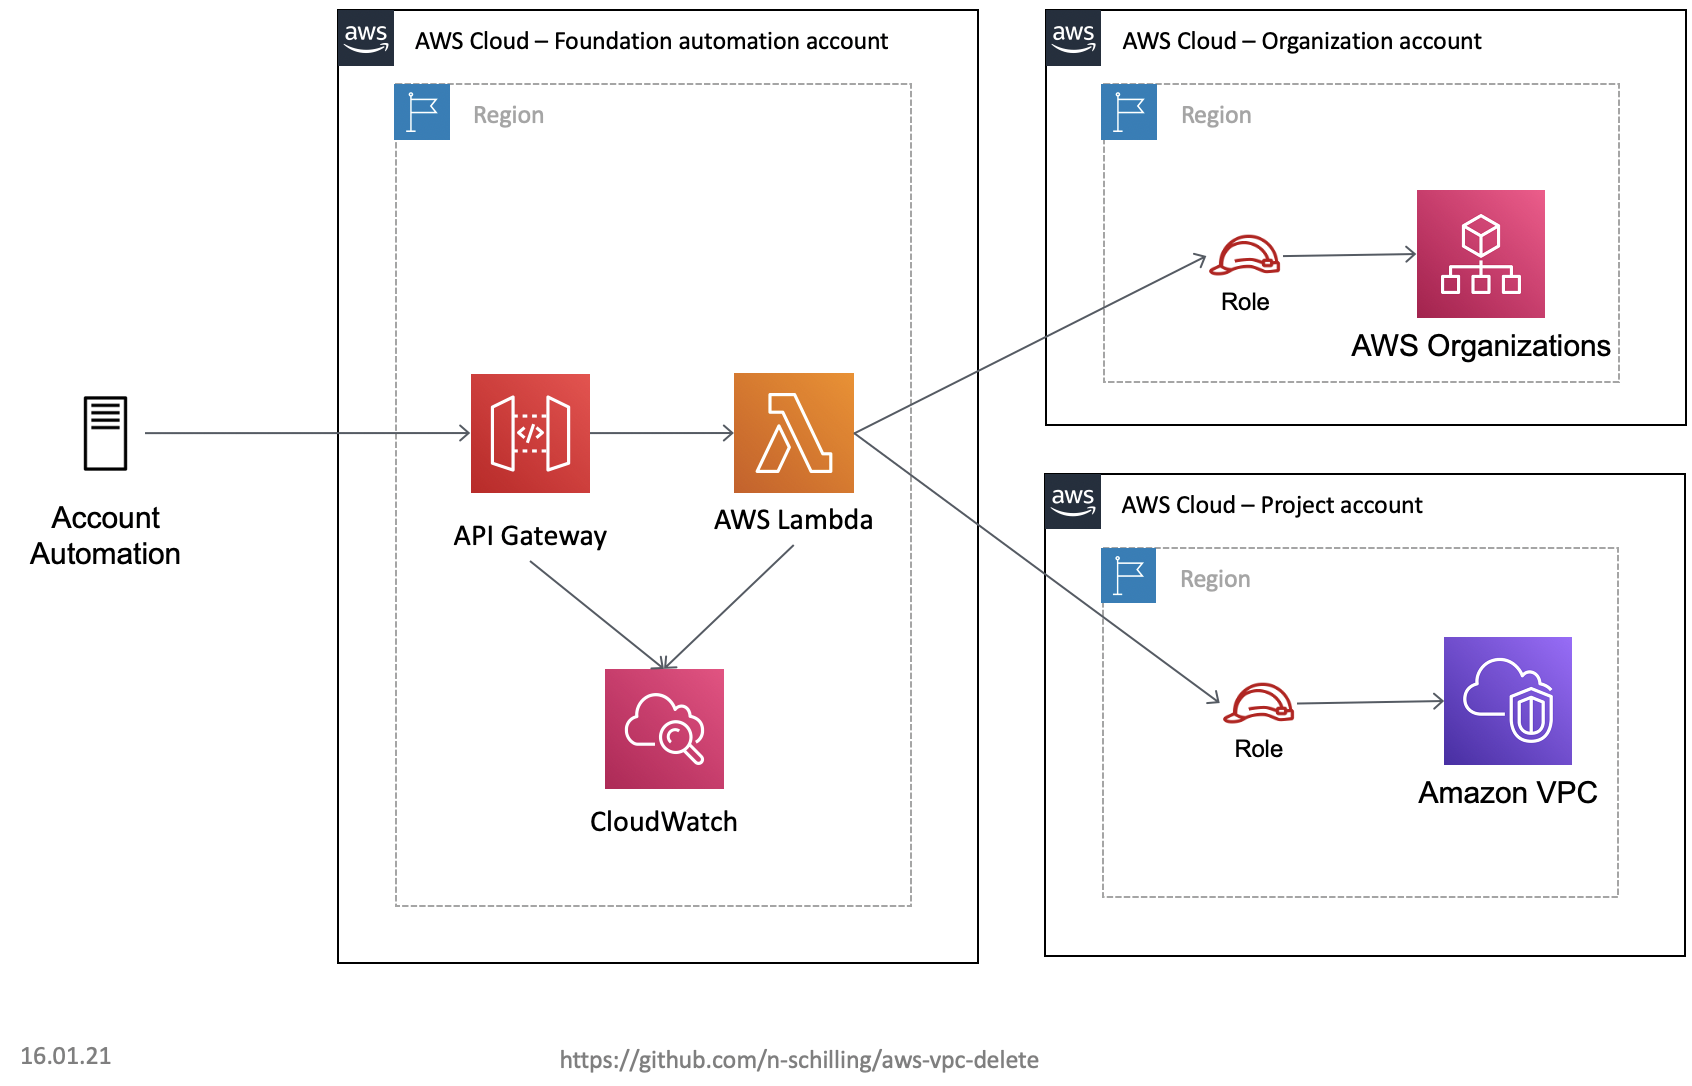 aws
AWS Cloud – Foundation automation account
Region
Account
Automation
</>
API Gateway
AWS Lambda
CloudWatch
aws
AWS Cloud – Organization account
Region
Role
AWS Organizations
aws
AWS Cloud – Project account
Region
Role
Amazon VPC
16.01.21
https://github.com/n-schilling/aws-vpc-delete